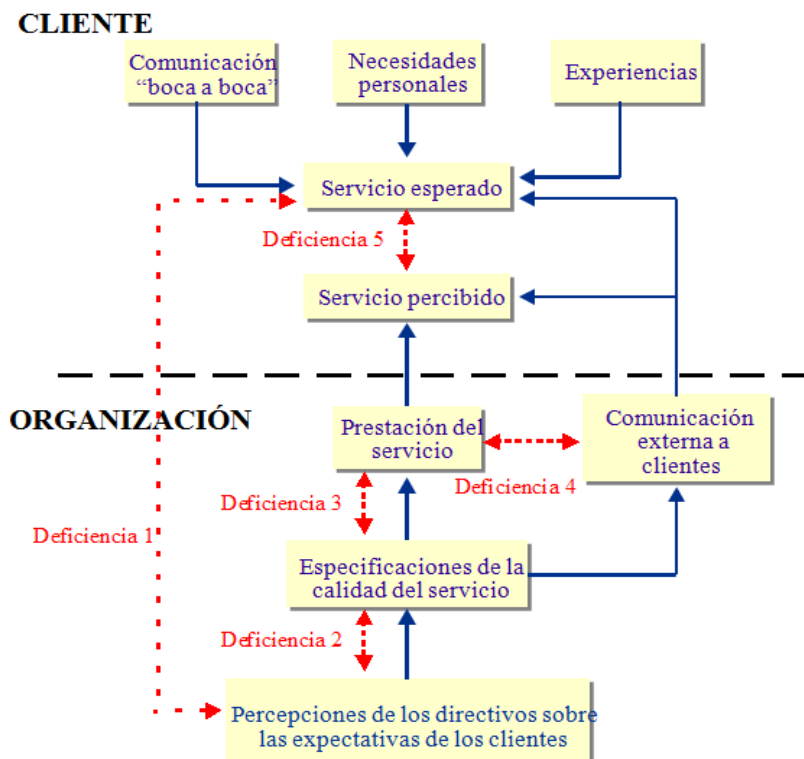 CLIENTE
Comunicación
“boca a boca”
Necesidades
personales
Experiencias
Servicio esperado
Deficiencia 5
Servicio percibido
ORGANIZACIÓN
Prestación del
servicio
Comunicación
externa a
clientes
Deficiencia 4
Deficiencia 3
Deficiencia 1
Especificaciones de la
calidad del servicio
Deficiencia 2
Percepciones de los directivos sobre
las expectativas de los clientes